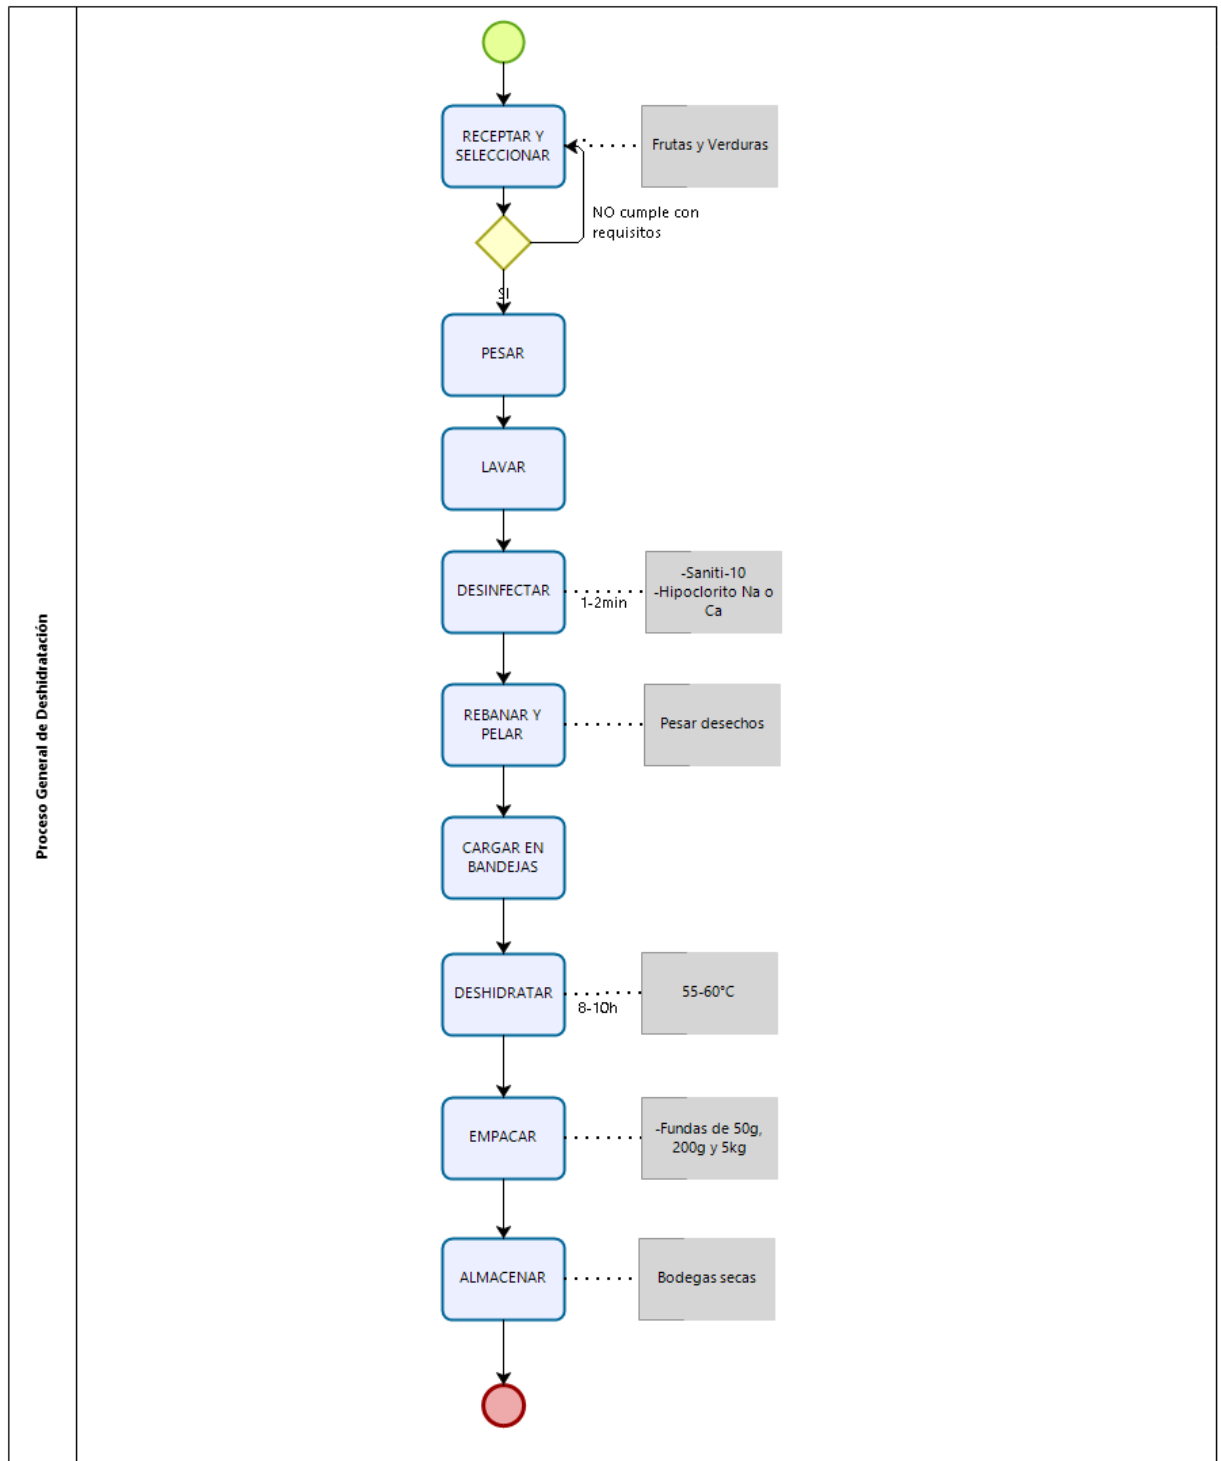 Proceso General de Deshidratación
RECEPTAR Y
SELECCIONAR
Frutas y Verduras
NO cumple con
requisitos
SI
PESAR
LAVAR
DESINFECTAR
1-2min
-Saniti-10
-Hipoclorito Na o
Ca
REBANAR Y
PELAR
Pesar desechos
CARGAR EN
BANDEJAS
DESHIDRATAR
8-10h
55-60°C
EMPACAR
-Fundas de 50g,
200g y 5kg
ALMACENAR
Bodegas secas